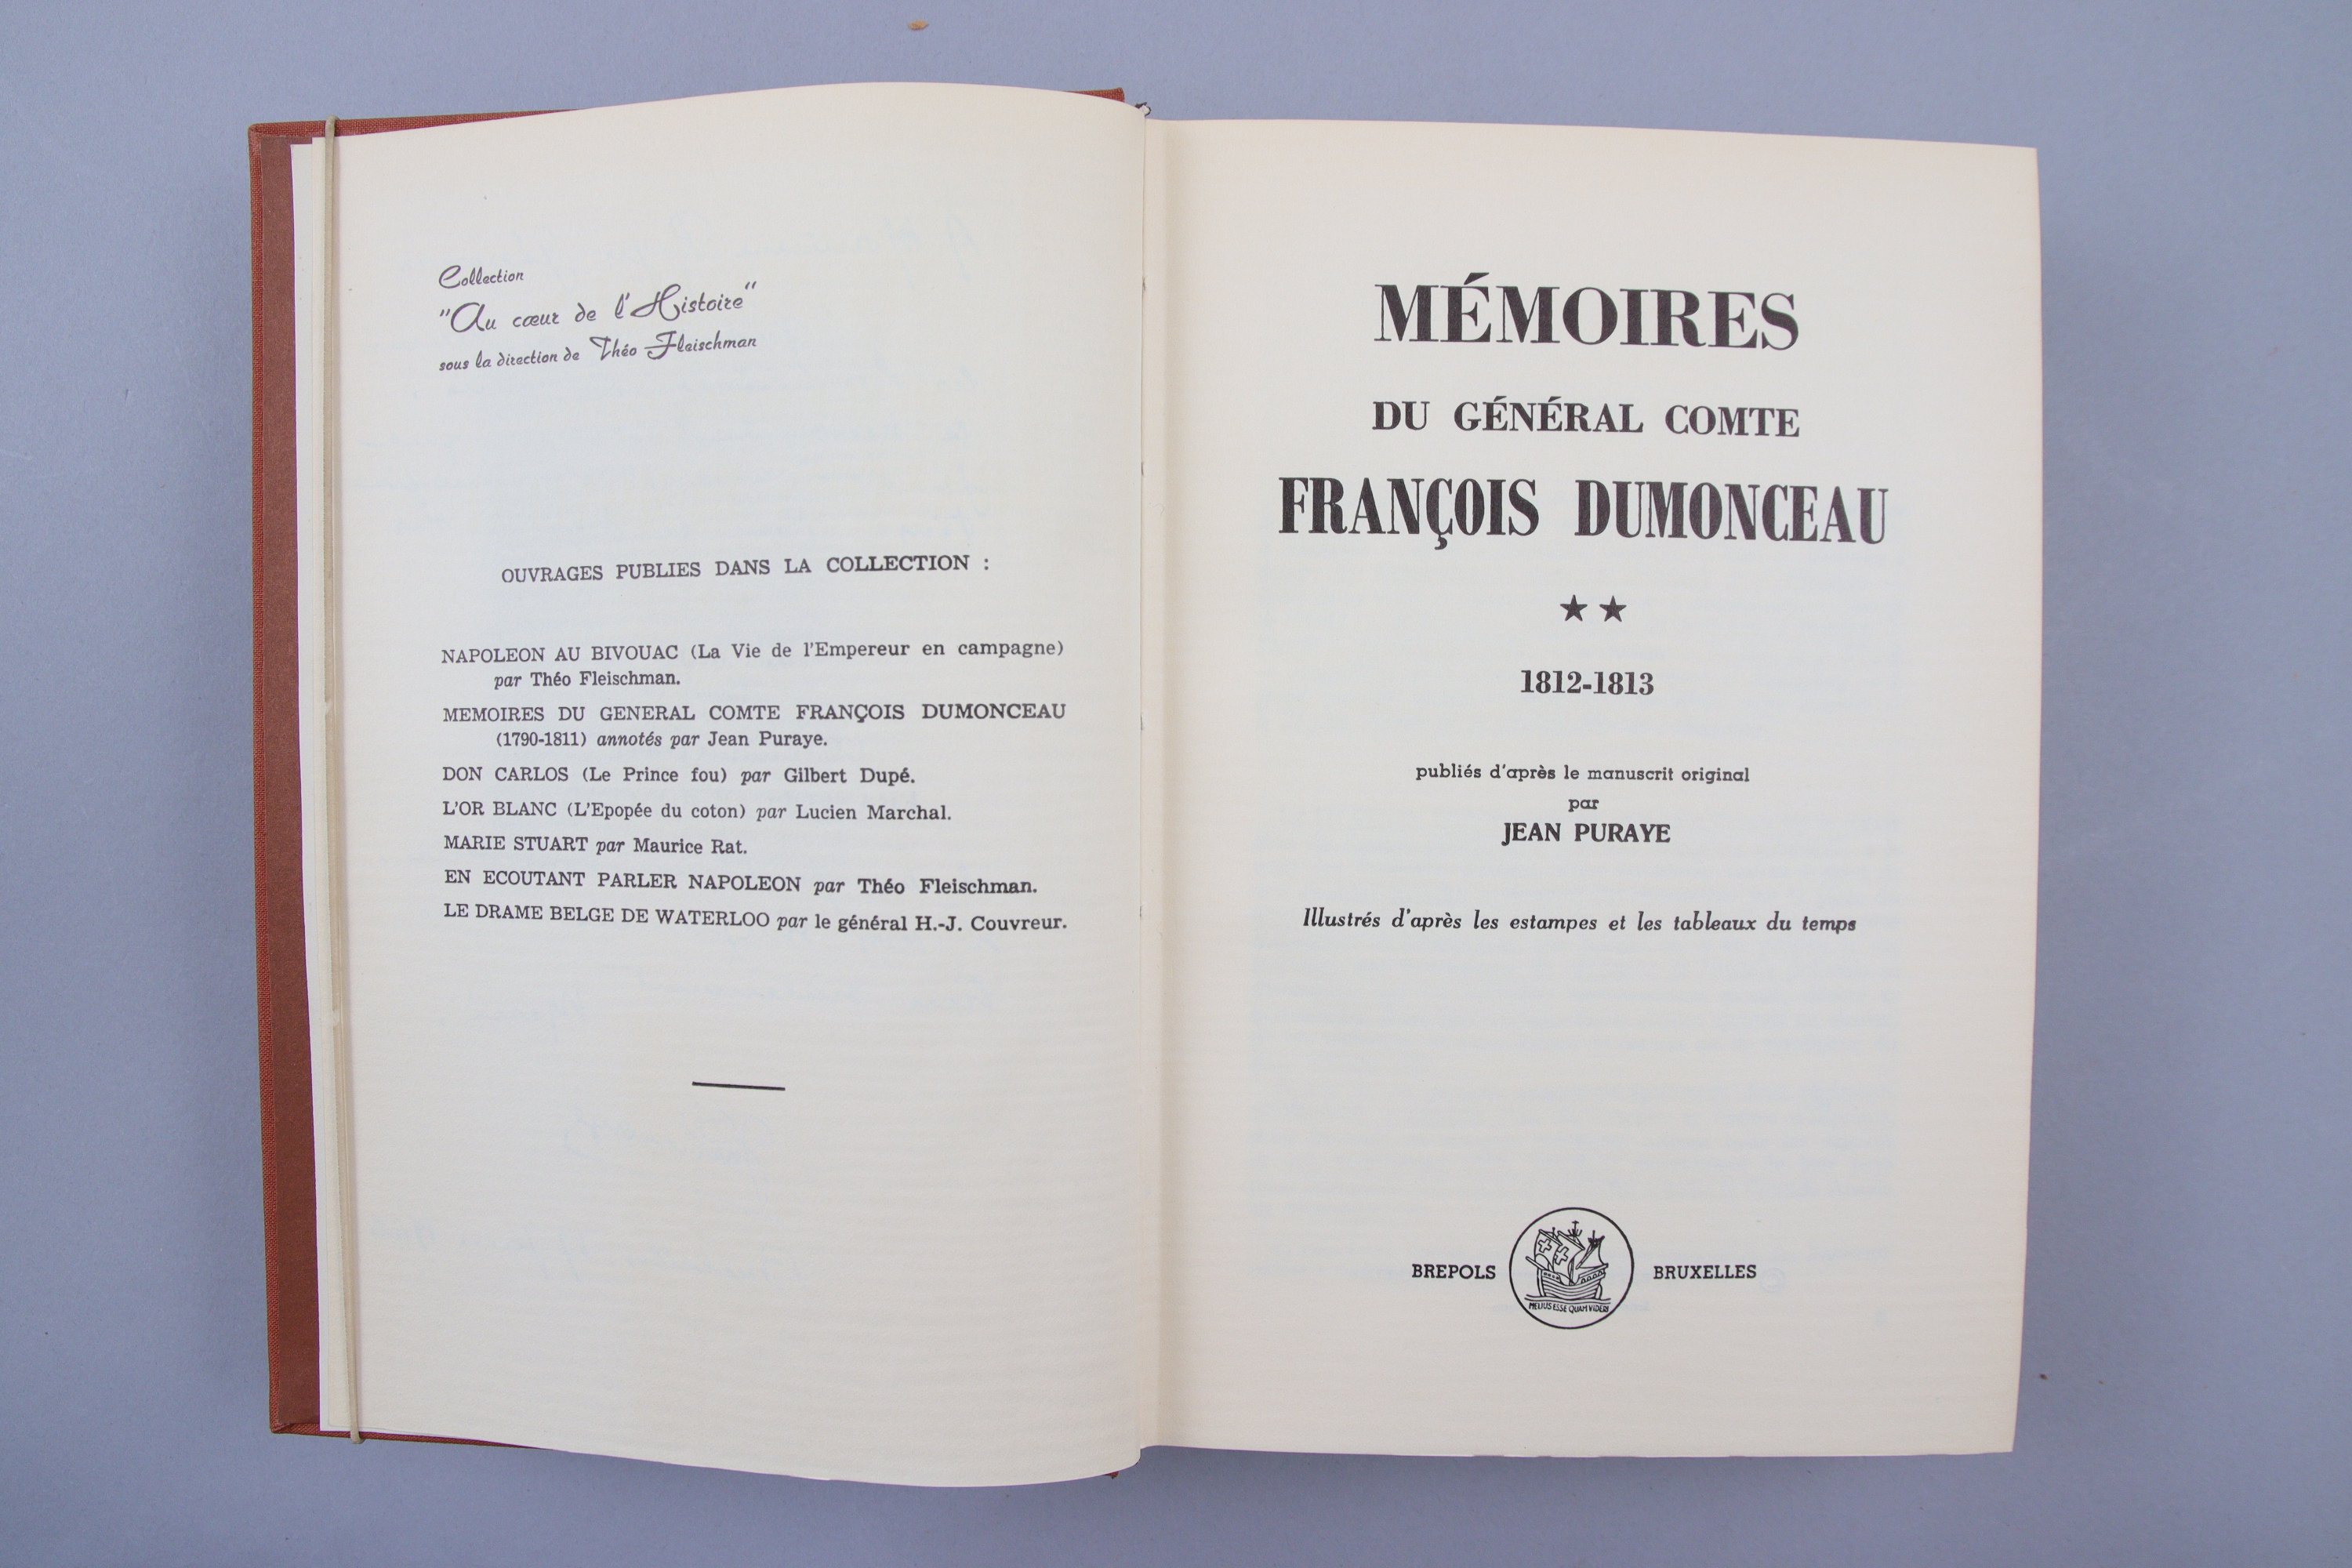 Collection
"Au cœur de l'Histoire"
sous la direction de Théo Fleischman
OUVRAGES PUBLIES DANS LA COLLECTION :
NAPOLEON AU BIVOUAC (La Vie de l'Empereur en campagne)
par Théo Fleischman.
MEMOIRES DU GENERAL COMTE FRANÇOIS DUMONCEAU
(1790-1811) annotés par Jean Puraye.
DON CARLOS (Le Prince fou) par Gilbert Dupé.
L'OR BLANC (L'Epopée du coton) par Lucien Marchal.
MARIE STUART par Maurice Rat.
EN ECOUTANT PARLER NAPOLEON par Théo Fleischman.
LE DRAME BELGE DE WATERLOO par le général H.-J. Couvreur.
MÉMOIRES
DU GÉNÉRAL COMTE
FRANÇOIS DUMONCEAU
★ ★
1812-1813
publiés d'après le manuscrit original
par
JEAN PURAYE
Illustrés d'après les estampes et les tableaux du temps
BREPOLS BRUXELLES
MELIUS ESSE QUAM VIDERI